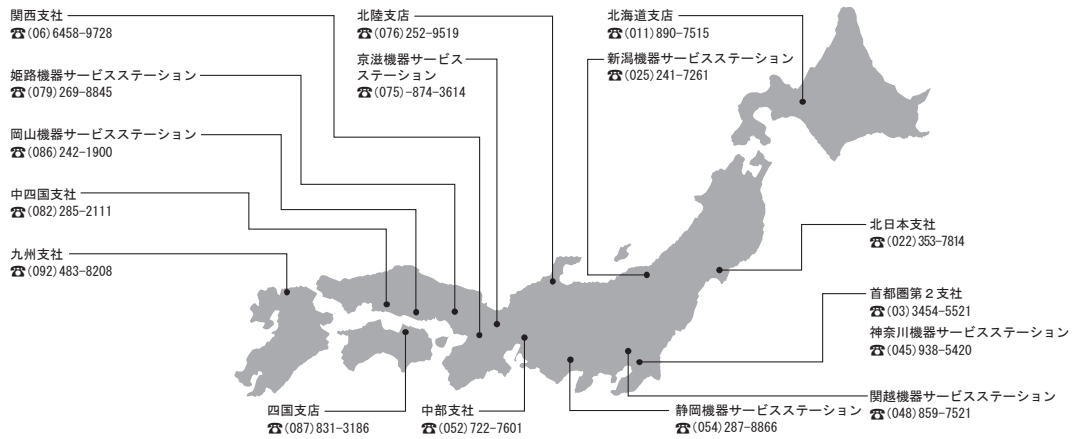 関西支社
☎(06)6458-9728
姫路機器サービスステーション
☎(079)269-8845
岡山機器サービスステーション
☎(086)242-1900
中四国支社
☎(082)285-2111
九州支社
☎(092)483-8208
北陸支店
☎(076)252-9519
京滋機器サービス
ステーション
☎(075)-874-3614
北海道支店
☎(011)890-7515
新潟機器サービスステーション
☎(025)241-7261
北日本支社
☎(022)353-7814
首都圏第２支社
☎(03)3454-5521
神奈川機器サービスステーション
☎(045)938-5420
関越機器サービスステーション
☎(048)859-7521
静岡機器サービスステーション
☎(054)287-8866
中部支社
☎(052)722-7601
四国支店
☎(087)831-3186